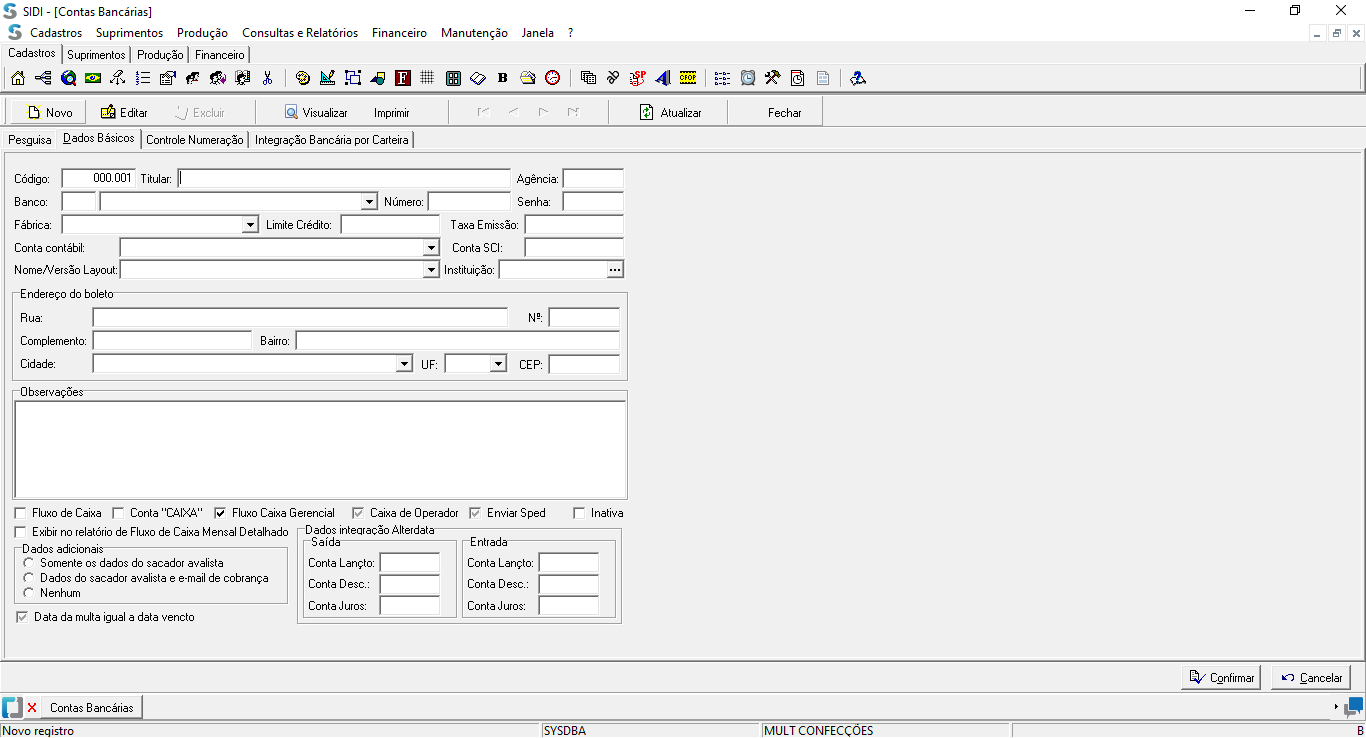 SIDI - [Contas Bancárias]
Cadastros Suprimentos Produção Consultas e Relatórios Financeiro Manutenção Janela ?
Cadastros Suprimentos Produção Financeiro
F B SP CFOP
Novo Editar Excluir Visualizar Imprimir Atualizar Fechar
Pesquisa Dados Básicos Controle Numeração Integração Bancária por Carteira
Código: 000.001 Titular: Agência:
Banco: Número: Senha:
Fábrica: Limite Crédito: Taxa Emissão:
Conta contábil: Conta SCI:
Nome/Versão Layout: Instituição: ...
Endereço do boleto
Rua: Nº:
Complemento: Bairro:
Cidade: UF: CEP:
Observações
Fluxo de Caixa Conta "CAIXA" Fluxo Caixa Gerencial Caixa de Operador Enviar Sped Inativa
Exibir no relatório de Fluxo de Caixa Mensal Detalhado
Dados integração Alterdata
Dados adicionais
Somente os dados do sacador avalista
Dados do sacador avalista e e-mail de cobrança
Nenhum
Data da multa igual a data vencto
Saída
Conta Lançto:
Conta Desc.:
Conta Juros:
Entrada
Conta Lançto:
Conta Desc.:
Conta Juros:
Confirmar Cancelar
Contas Bancárias
Novo registro SYSDBA MULT CONFECÇÕES B